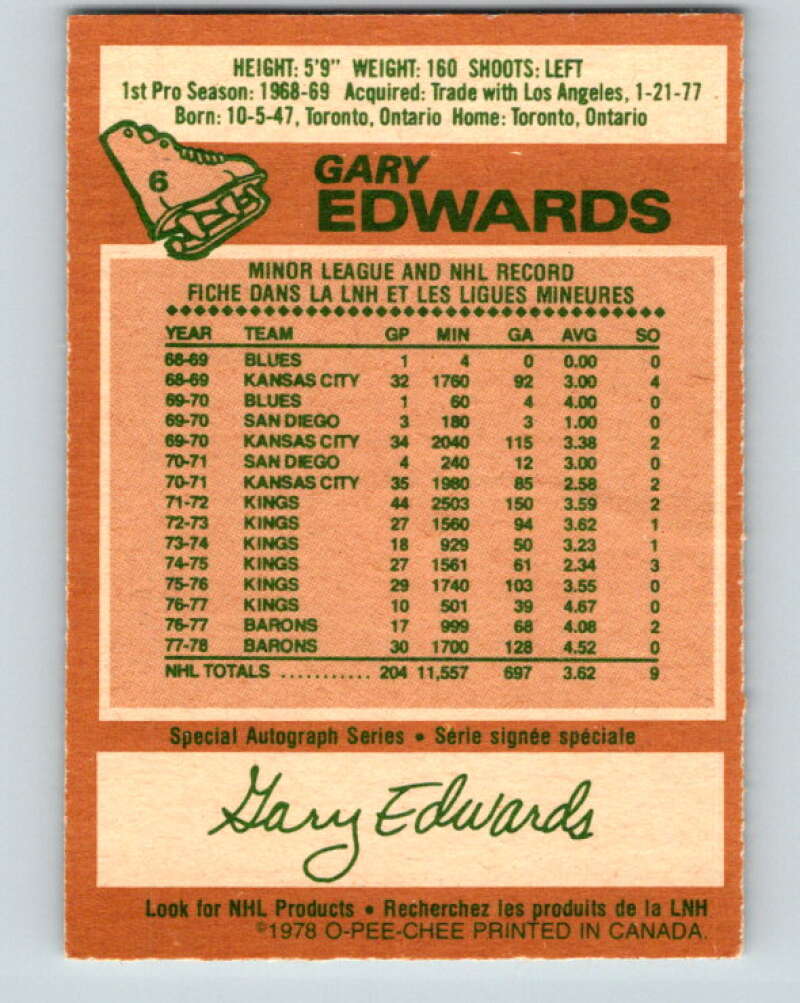 HEIGHT: 5'9" WEIGHT: 160 SHOOTS: LEFT
1st Pro Season: 1968-69 Acquired: Trade with Los Angeles, 1-21-77
Born: 10-5-47, Toronto, Ontario Home: Toronto, Ontario
6
GARY
EDWARDS
MINOR LEAGUE AND NHL RECORD
FICHE DANS LA LNH ET LES LIGUES MINEURES
YEAR TEAM GP MIN GA AVG SO
68-69 BLUES 1 4 0 0.00 0
68-69 KANSAS CITY 32 1760 92 3.00 4
69-70 BLUES 1 60 4 4.00 0
69-70 SAN DIEGO 3 180 3 1.00 0
69-70 KANSAS CITY 34 2040 115 3.38 2
70-71 SAN DIEGO 4 240 12 3.00 0
70-71 KANSAS CITY 35 1980 85 2.58 2
71-72 KINGS 44 2503 150 3.59 2
72-73 KINGS 27 1560 94 3.62 1
73-74 KINGS 18 929 50 3.23 1
74-75 KINGS 27 1561 61 2.34 3
75-76 KINGS 29 1740 103 3.55 0
76-77 KINGS 10 501 39 4.67 0
76-77 BARONS 17 999 68 4.08 2
77-78 BARONS 30 1700 128 4.52 0
NHL TOTALS ........... 204 11,557 697 3.62 9
Special Autograph Series • Série signée spéciale
Gary Edwards
Look for NHL Products • Recherchez les produits de la LNH
©1978 O-PEE-CHEE PRINTED IN CANADA.